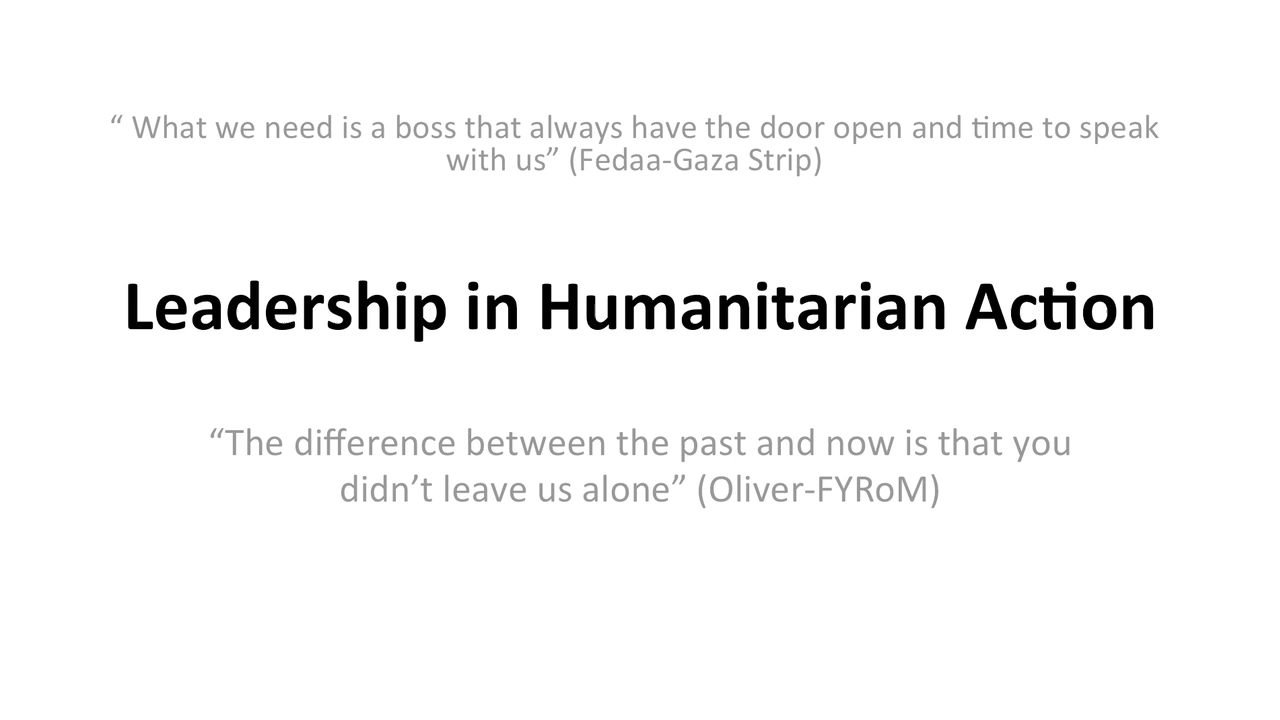 “ What we need is a boss that always have the door open and time to speak
with us” (Fedaa-Gaza Strip)
Leadership in Humanitarian Action
“The difference between the past and now is that you
didn’t leave us alone” (Oliver-FYRoM)